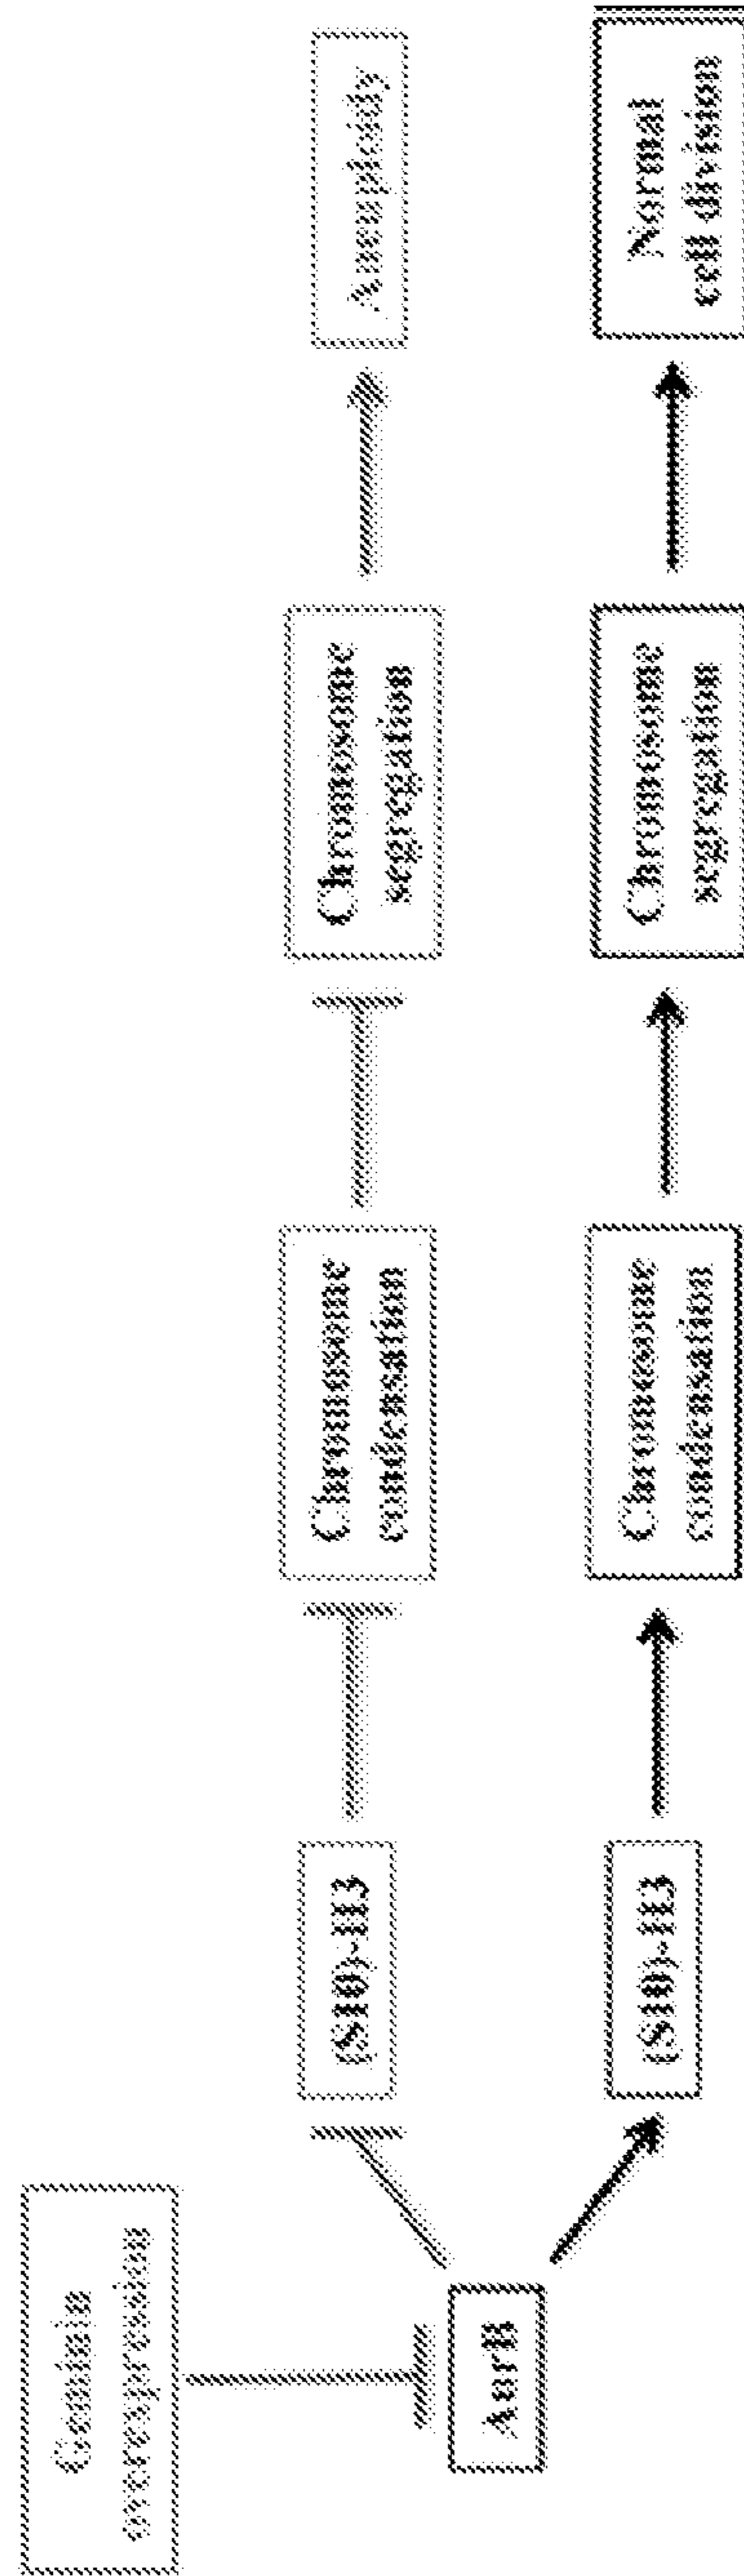 Geminin
overexpression
AurB
(S10)-H3
Chromosome
condensation
Chromosome
segregation
Aneuploidy
(S10)-H3
Chromosome
condensation
Chromosome
segregation
Normal
cell division